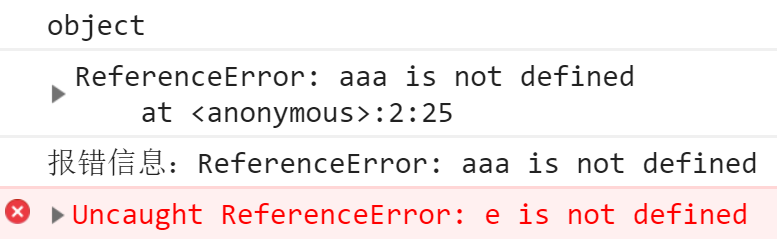 object
ReferenceError: aaa is not defined
at <anonymous>:2:25
报错信息：ReferenceError: aaa is not defined
Uncaught ReferenceError: e is not defined